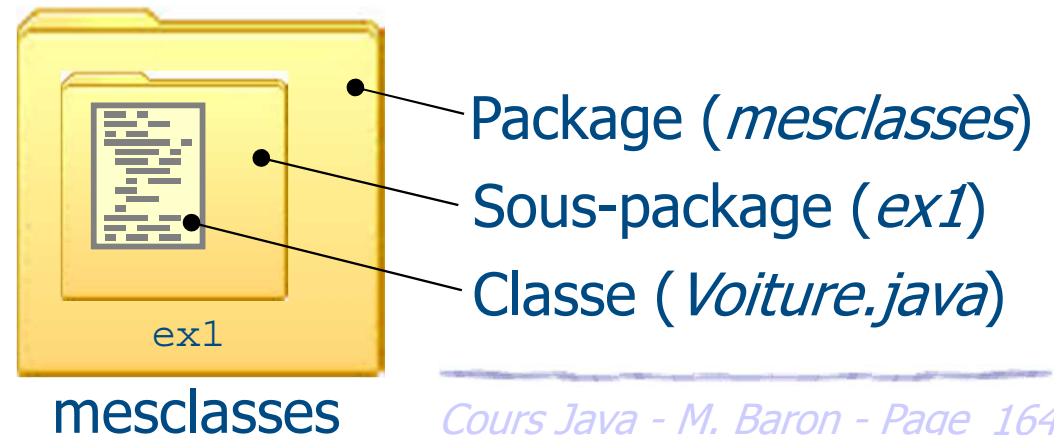 Package (mesclasses)
Sous-package (ex1)
Classe (Voiture.java)
ex1
mesclasses
Cours Java - M. Baron - Page 164